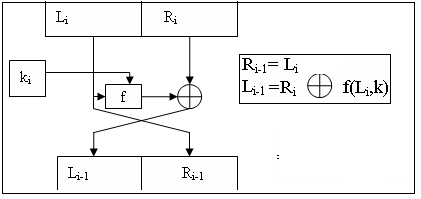 Lᵢ Rᵢ
kᵢ
f
Rᵢ₋₁= Lᵢ
Lᵢ₋₁ =Rᵢ ⊕ f(Lᵢ,k)
Lᵢ₋₁ Rᵢ₋₁